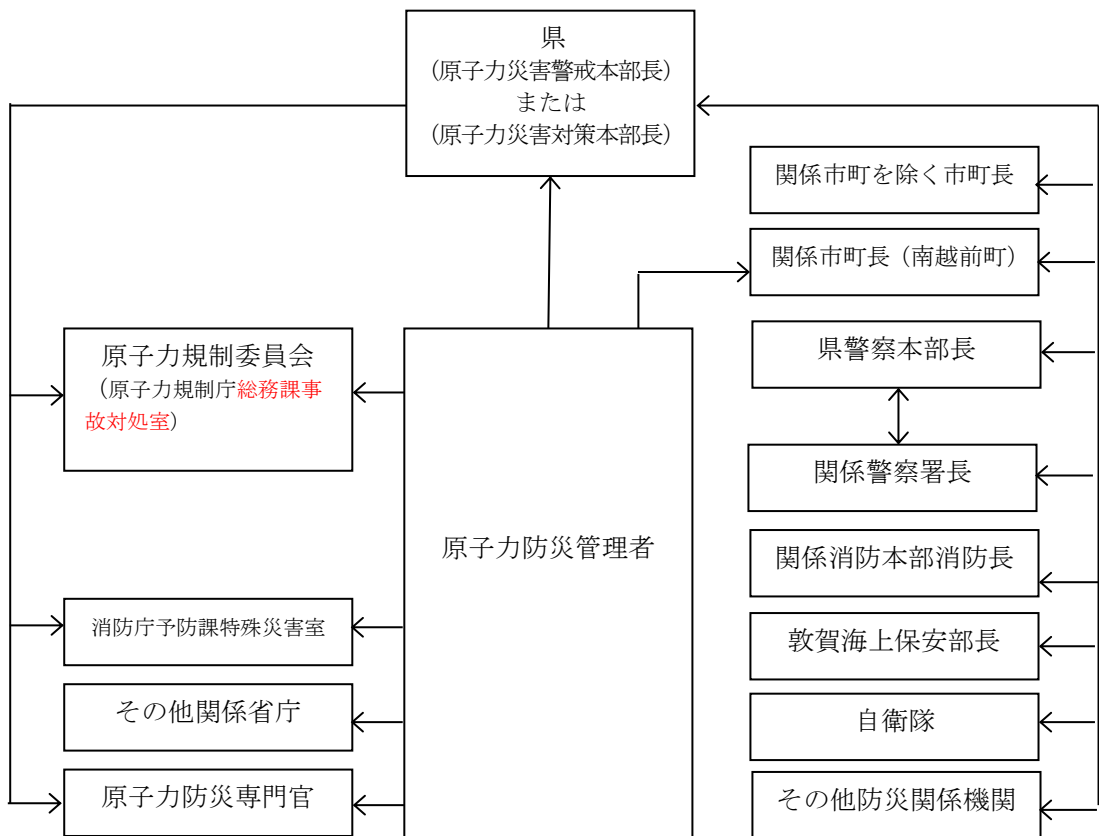 県
(原子力災害警戒本部長)
または
(原子力災害対策本部長)
関係市町を除く市町長
関係市町長（南越前町）
県警察本部長
関係警察署長
関係消防本部消防長
敦賀海上保安部長
自衛隊
その他防災関係機関
原子力規制委員会
（原子力規制庁総務課事
故対処室)
消防庁予防課特殊災害室
その他関係省庁
原子力防災専門官
原子力防災管理者